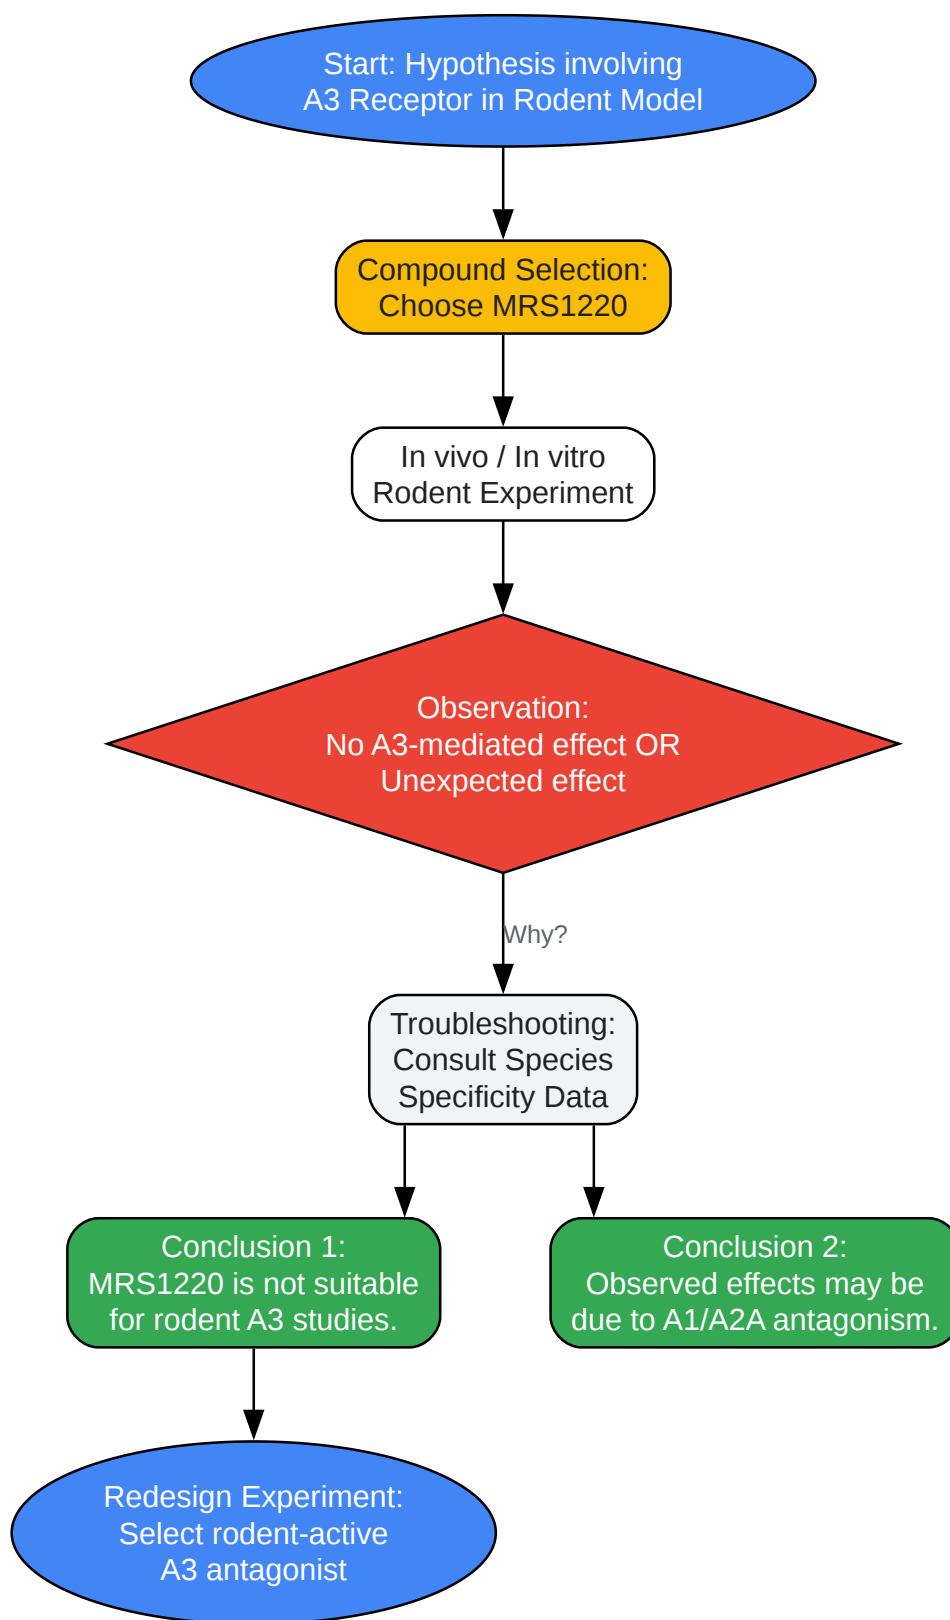 Start: Hypothesis involving
A3 Receptor in Rodent Model
Compound Selection:
Choose MRS1220
In vivo / In vitro
Rodent Experiment
Observation:
No A3-mediated effect OR
Unexpected effect
Why?
Troubleshooting:
Consult Species
Specificity Data
Conclusion 1:
MRS1220 is not suitable
for rodent A3 studies.
Conclusion 2:
Observed effects may be
due to A1/A2A antagonism.
Redesign Experiment:
Select rodent-active
A3 antagonist